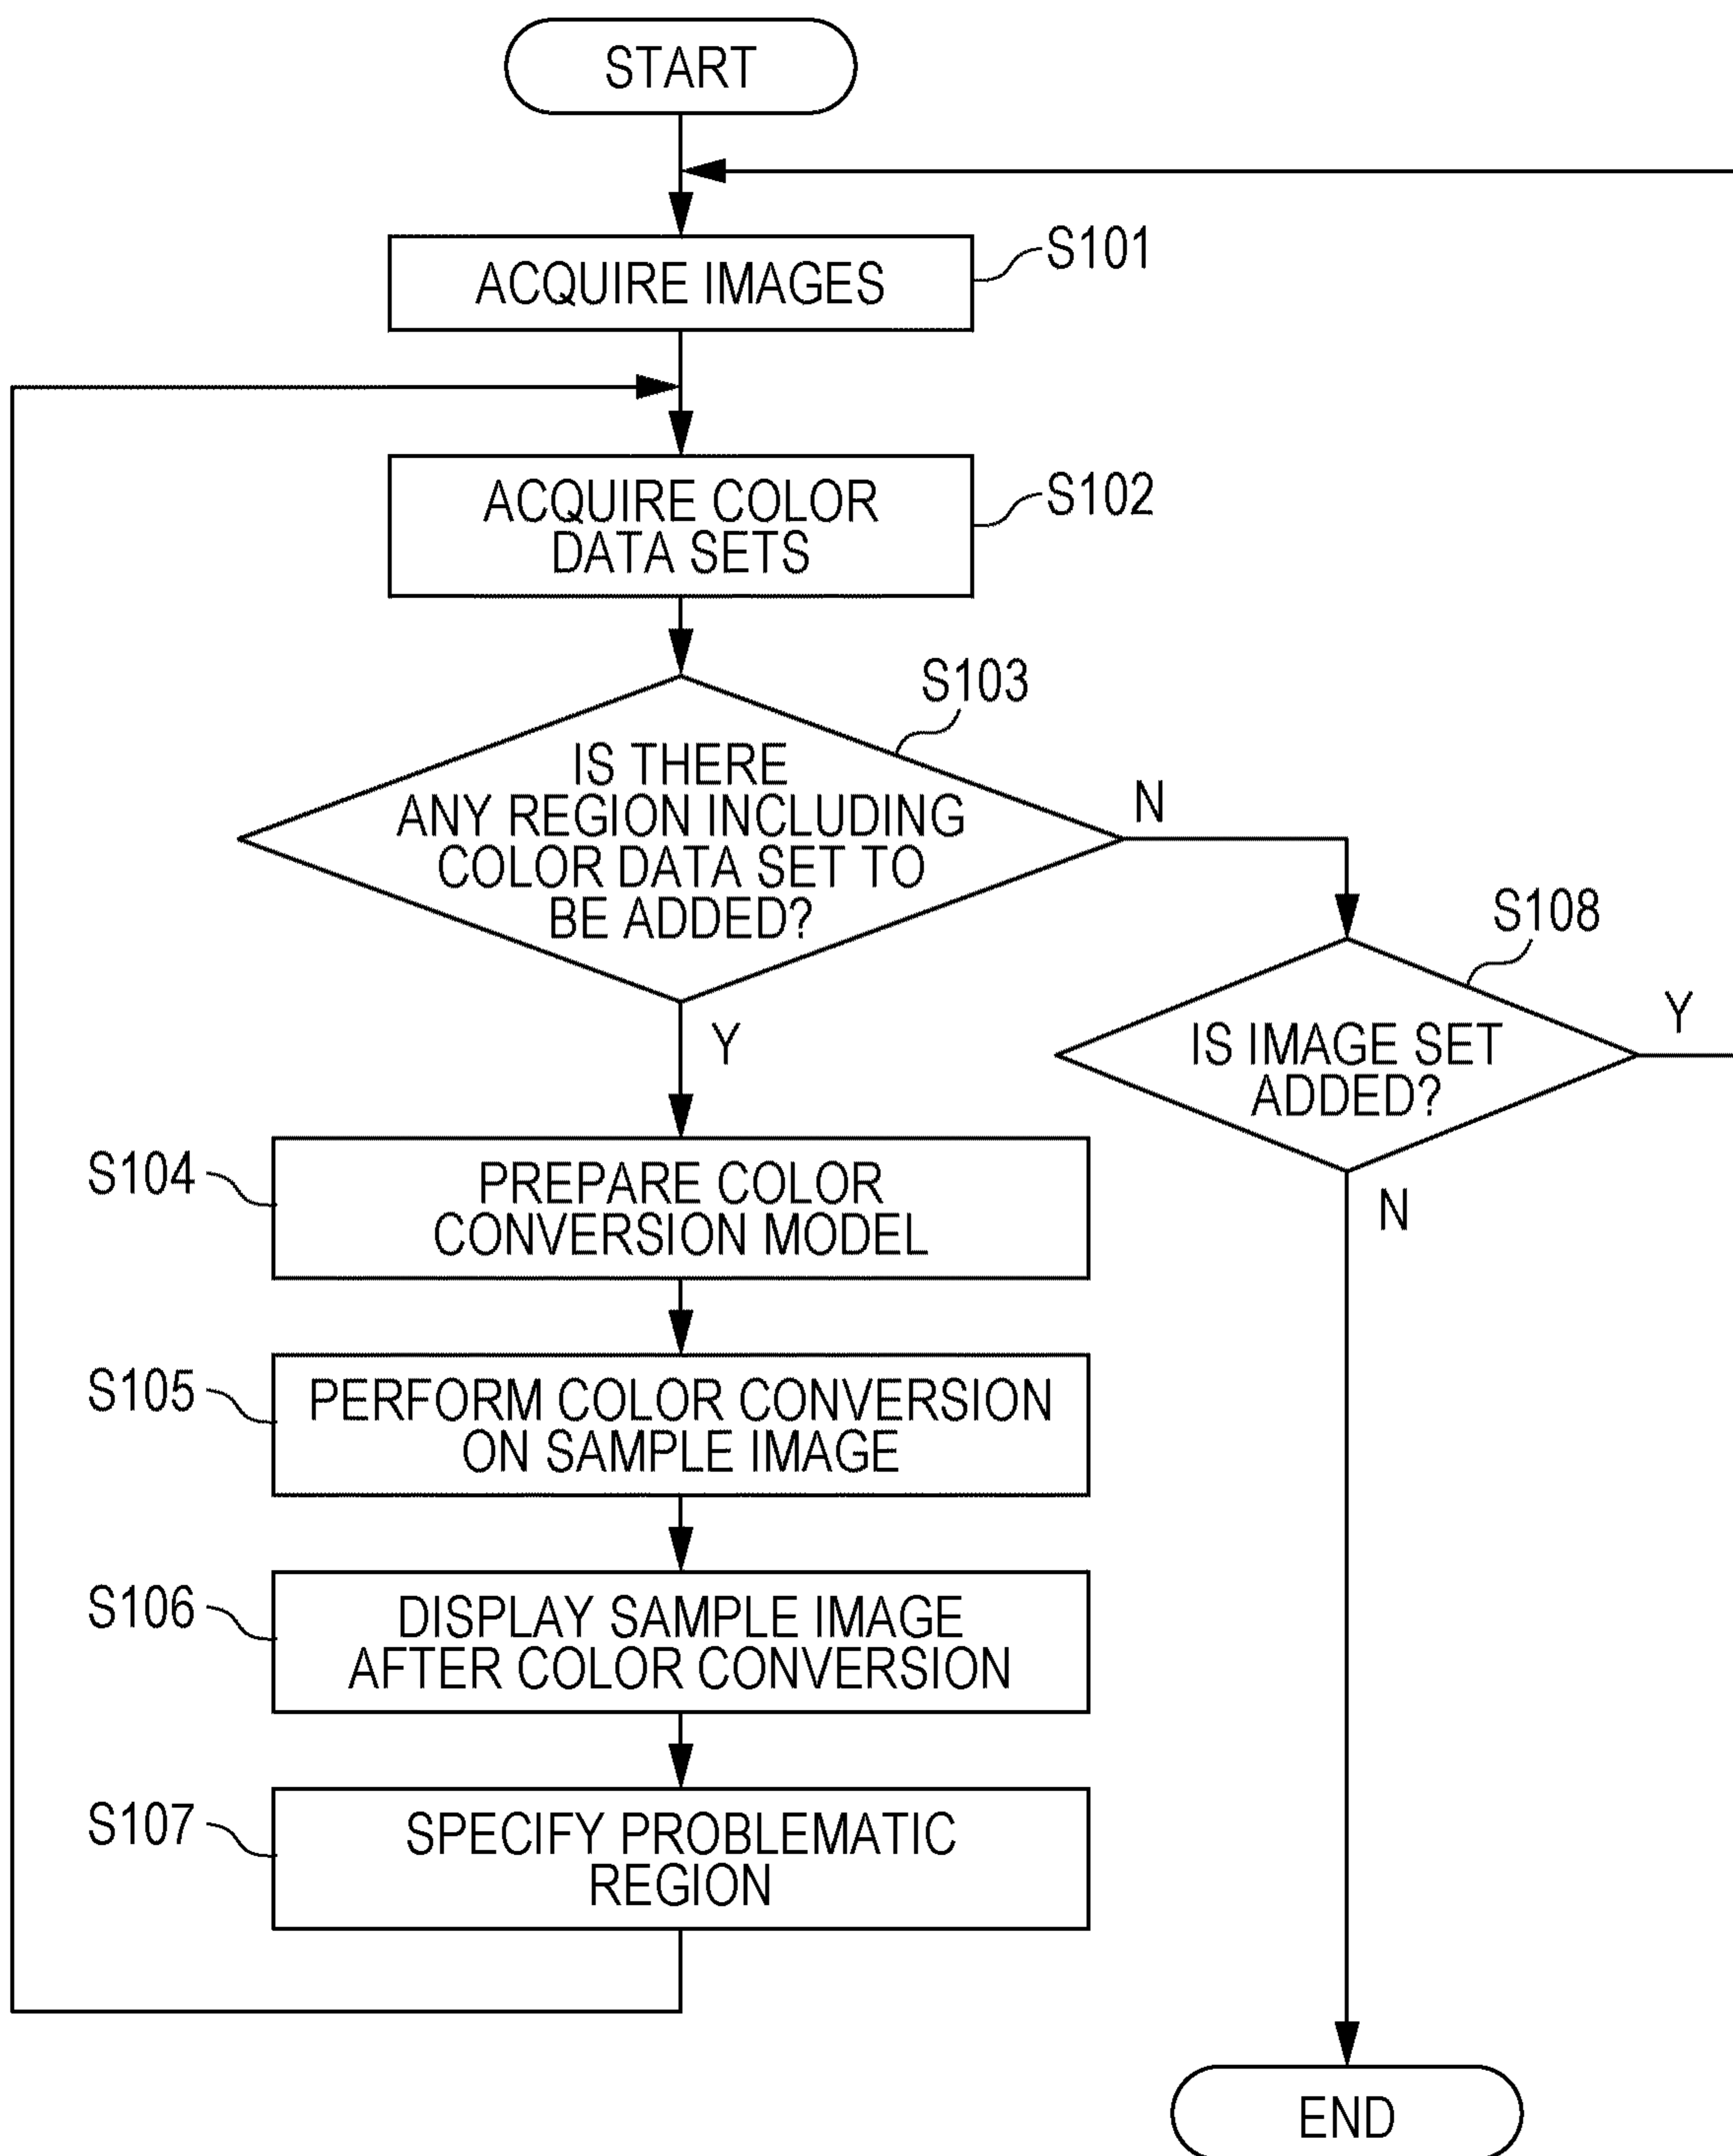 START
ACQUIRE IMAGES
S101
ACQUIRE COLOR
DATA SETS
S102
S103
IS THERE
ANY REGION INCLUDING
COLOR DATA SET TO
BE ADDED?
N
Y
S108
IS IMAGE SET
ADDED?
Y
N
S104
PREPARE COLOR
CONVERSION MODEL
S105
PERFORM COLOR CONVERSION
ON SAMPLE IMAGE
S106
DISPLAY SAMPLE IMAGE
AFTER COLOR CONVERSION
S107
SPECIFY PROBLEMATIC
REGION
END